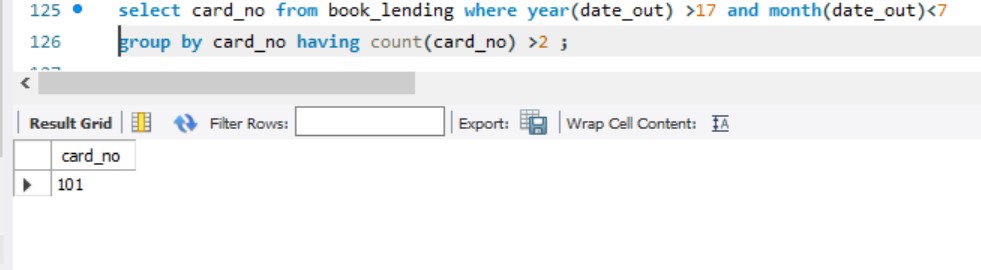 125 select card_no from book_lending where year(date_out) >17 and month(date_out)<7
126 group by card_no having count(card_no) >2 ;
Result Grid Filter Rows: Export: Wrap Cell Content: IA
card_no
101